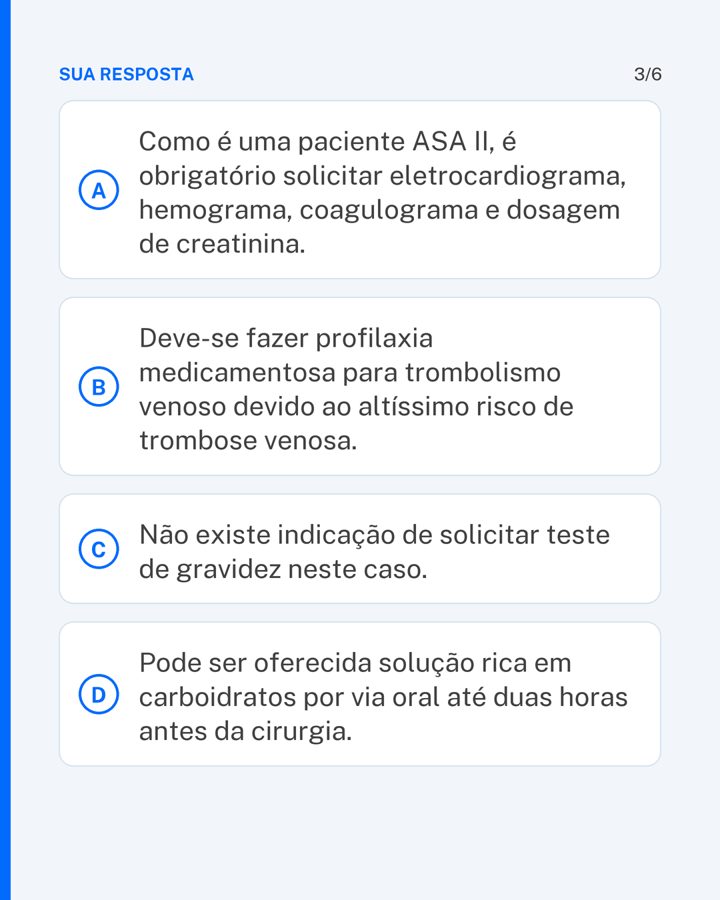 SUA RESPOSTA
3/6
A
Como é uma paciente ASA II, é
obrigatório solicitar eletrocardiograma,
hemograma, coagulograma e dosagem
de creatinina.
B
Deve-se fazer profilaxia
medicamentosa para trombolismo
venoso devido ao altíssimo risco de
trombose venosa.
C
Não existe indicação de solicitar teste
de gravidez neste caso.
D
Pode ser oferecida solução rica em
carboidratos por via oral até duas horas
antes da cirurgia.